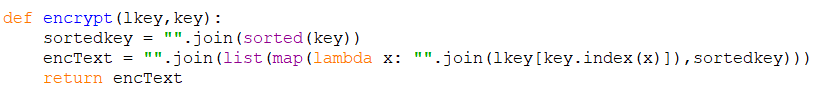 def encrypt(lkey,key):
    sortedkey = "".join(sorted(key))
    encText = "".join(list(map(lambda x: "".join(lkey[key.index(x)]),sortedkey)))
    return encText